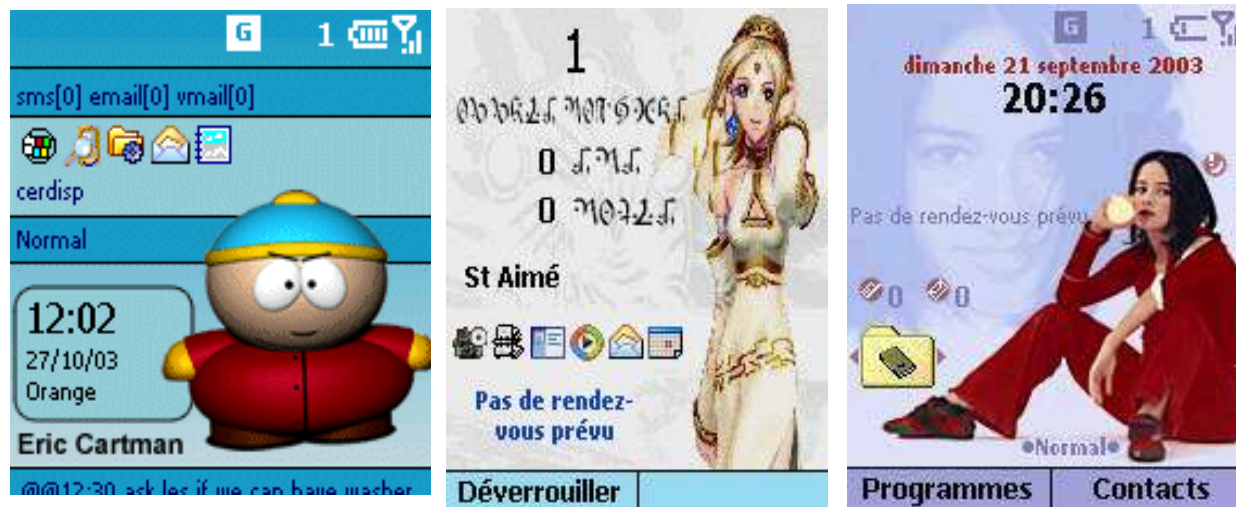 G 1
sms[0] email[0] vmail[0]
cerdisp
Normal
12:02
27/10/03
Orange
Eric Cartman
@@12:30 ask les if we can have washer
1
0
0
St Aimé
Pas de rendez-
vous prévu
Déverrouiller
G 1
dimanche 21 septembre 2003
20:26
Pas de rendez-vous prévu
0 0
Normal
Programmes Contacts